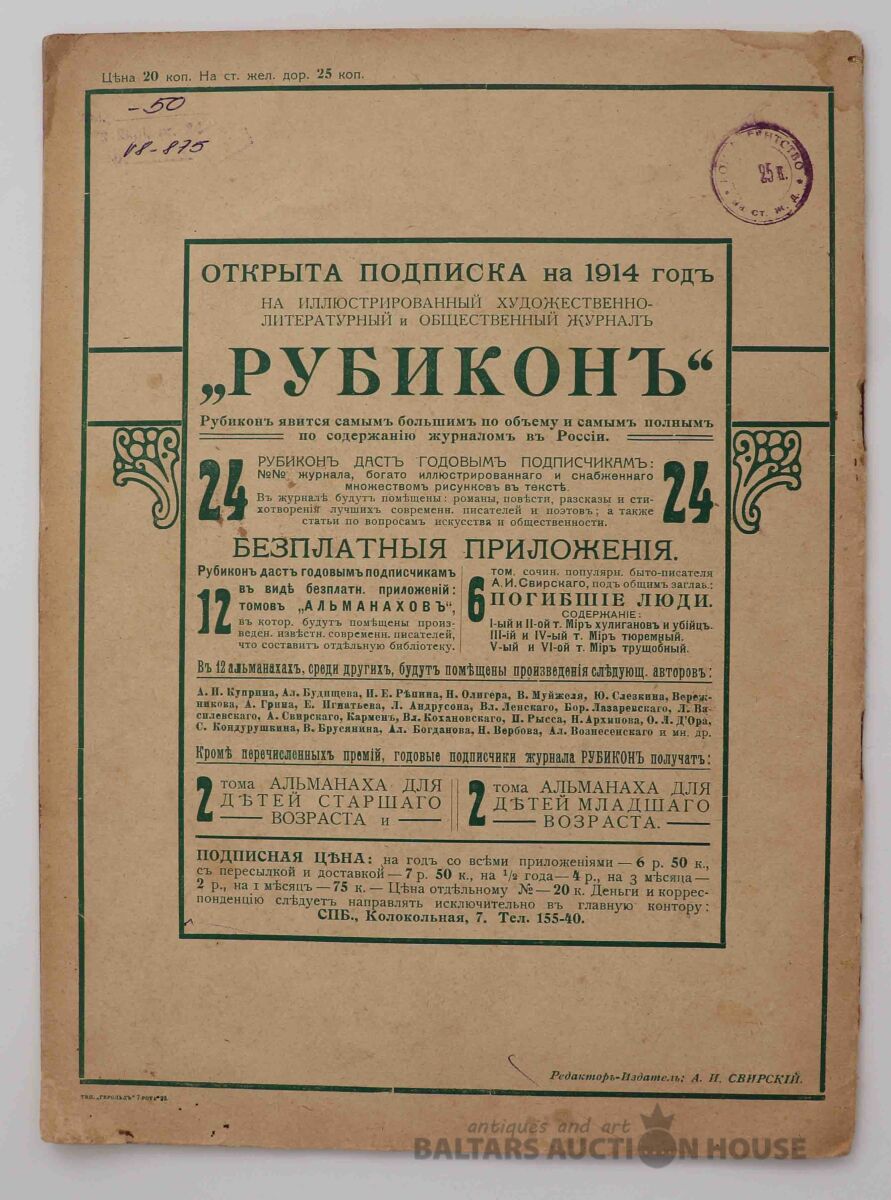 Цѣна 20 коп. На ст. жел. дор. 25 коп.
-50
V8-875
25 к.
на ст. ж. д.
ОТКРЫТА ПОДПИСКА на 1914 годъ
НА ИЛЛЮСТРИРОВАННЫЙ ХУДОЖЕСТВЕННО-
ЛИТЕРАТУРНЫЙ и ОБЩЕСТВЕННЫЙ ЖУРНАЛЪ
„РУБИКОНЪ“
Рубиконъ явится самымъ большимъ по объему и самымъ полнымъ
по содержанію журналомъ въ Россіи.
24
РУБИКОНЪ ДАСТЪ ГОДОВЫМЪ ПОДПИСЧИКАМЪ:
№№ журнала, богато иллюстрированнаго и снабженнаго
множествомъ рисунковъ въ текстѣ.
Въ журналѣ будутъ помѣщены: романы, повѣсти, разсказы и сти-
хотворенія лучшихъ современн. писателей и поэтовъ; а также
статьи по вопросамъ искусства и общественности.
24
БЕЗПЛАТНЫЯ ПРИЛОЖЕНІЯ.
Рубиконъ дастъ годовымъ подписчикамъ
въ видѣ безплатн. приложеній:
12 томовъ „АЛЬМАНАХОВЪ“,
въ котор. будутъ помѣщены произ-
веден. извѣстн. современн. писателей,
что составитъ отдѣльную библіотеку.
6 том. сочин. популярн. быто-писателя
А. И. Свирскаго, подъ общимъ заглав.:
ПОГИБШІЕ ЛЮДИ.
СОДЕРЖАНІЕ:
I-ый и II-ой т. Міръ хулигановъ и убійцъ.
III-ій и IV-ый т. Міръ тюремный.
V-ый и VI-ой т. Міръ трущобный.
Въ 12 альманахахъ, среди другихъ, будутъ помѣщены произведенія слѣдующ. авторовъ:
А. И. Куприна, Ал. Будищева, И. Е. Рѣпина, Н. Олигера, В. Муйжеля, Ю. Слезкина, Вереж-
никова, А. Грина, Е. Игнатьева, Л. Андрусона, Вл. Ленскаго, Бор. Лазаревскаго, Л. Ва-
силевскаго, А. Свирскаго, Карменъ, Вл. Кохановскаго, П. Рысса, Н. Архипова, О. Л. Д'Ора,
С. Кондурушкина, В. Брусянина, Ал. Богданова, Н. Вербова, Ал. Вознесенскаго и мн. др.
Кромѣ перечисленныхъ премій, годовые подписчики журнала РУБИКОНЪ получатъ:
2 тома АЛЬМАНАХА ДЛЯ
ДѢТЕЙ СТАРШАГО
ВОЗРАСТА и
2 тома АЛЬМАНАХА ДЛЯ
ДѢТЕЙ МЛАДШАГО
ВОЗРАСТА.
ПОДПИСНАЯ ЦѢНА: на годъ со всѣми приложеніями — 6 р. 50 к.,
съ пересылкой и доставкой — 7 р. 50 к., на 1/2 года — 4 р., на 3 мѣсяца —
2 р., на 1 мѣсяцъ — 75 к. — Цѣна отдѣльному № — 20 к. Деньги и коррес-
понденцію слѣдуетъ направлять исключительно въ главную контору:
СПБ., Колокольная, 7. Тел. 155-40.
Редакторъ-Издатель: А. И. СВИРСКІЙ.
antiques and art
BALTARS AUCTION HOUSE